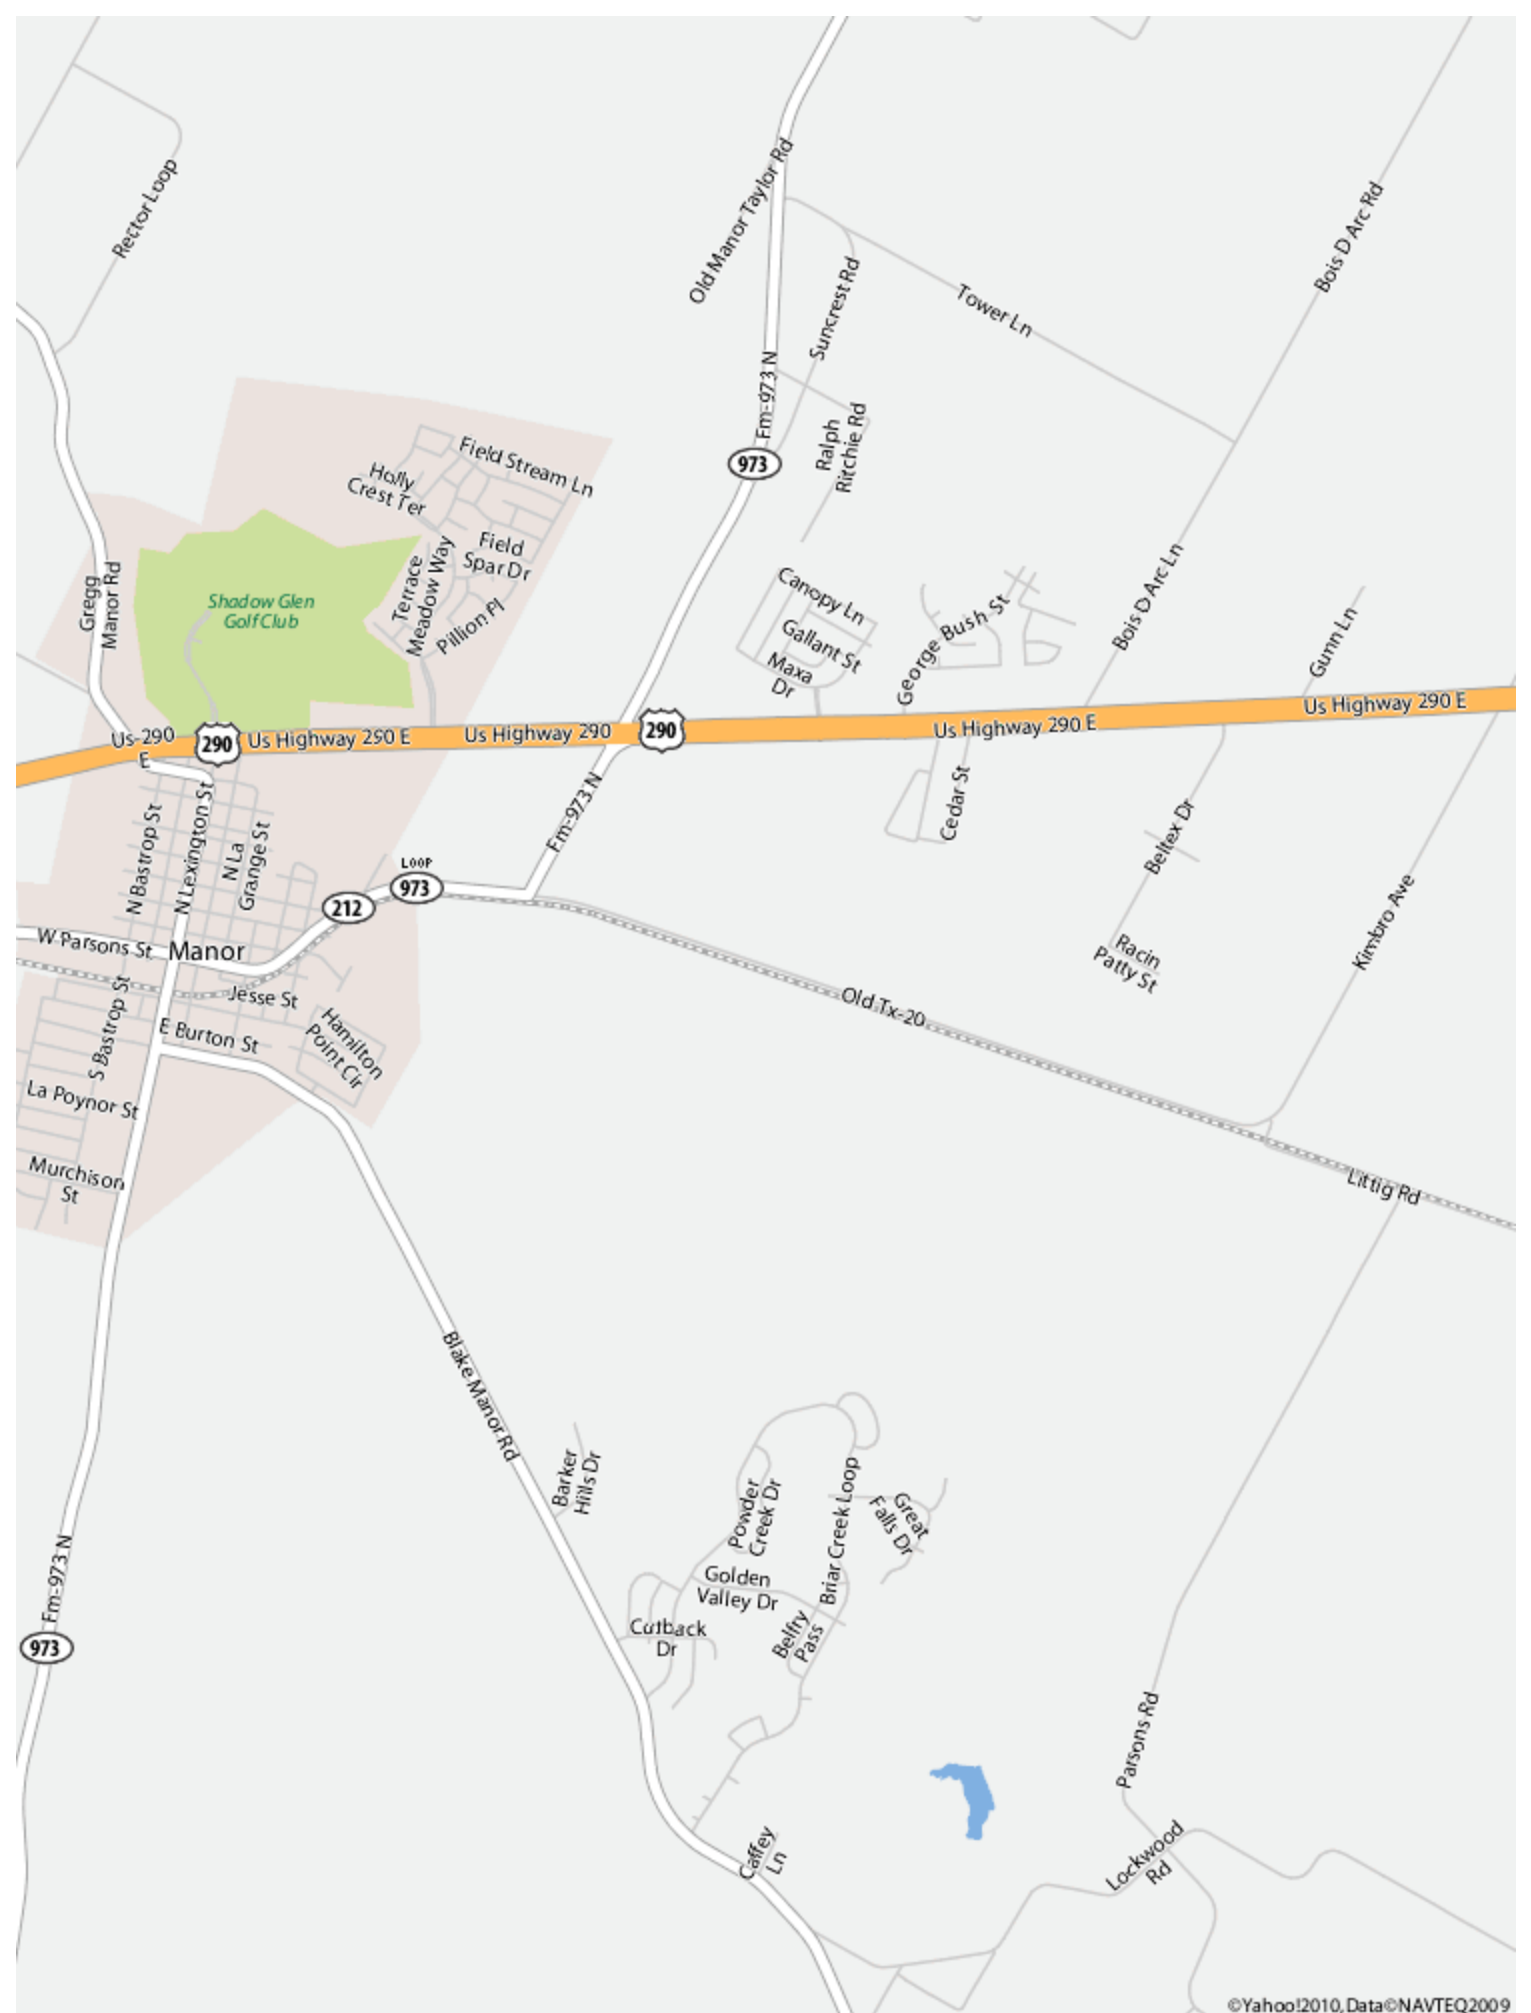 Rector Loop
Old Manor Taylor Rd
Bois D Arc Rd
Suncrest Rd
Tower Ln
Fm-973 N
Ralph
Ritchie Rd
973
Field Stream Ln
Holly
Crest Ter
Field
Spar Dr
Terrace
Meadow Way
Pillion Pl
Gregg
Manor Rd
Shadow Glen
Golf Club
Canopy Ln
Gallant St
Maxa
Dr
George Bush St
Bois D Arc Ln
Gunn Ln
Us-290
E
290
Us Highway 290 E
Us Highway 290
290
Us Highway 290 E
Us Highway 290 E
N Bastrop St
N Lexington St
N La
Grange St
Fm-973 N
Cedar St
Beltex Dr
Kimbro Ave
LOOP
973
212
W Parsons St
Manor
Racin
Patty St
Jesse St
S Bastrop St
E Burton St
Hamilton
Point Cir
Old Tx-20
La Poynor St
Murchison
St
Littig Rd
Blake Manor Rd
Barker
Hills Dr
Powder
Creek Dr
Briar Creek Loop
Great
Falls Dr
Golden
Valley Dr
Cutback
Dr
Belfry
Pass
Fm-973 N
973
Parsons Rd
Caffey
Ln
Lockwood
Rd
©Yahoo!2010, Data©NAVTEQ2009